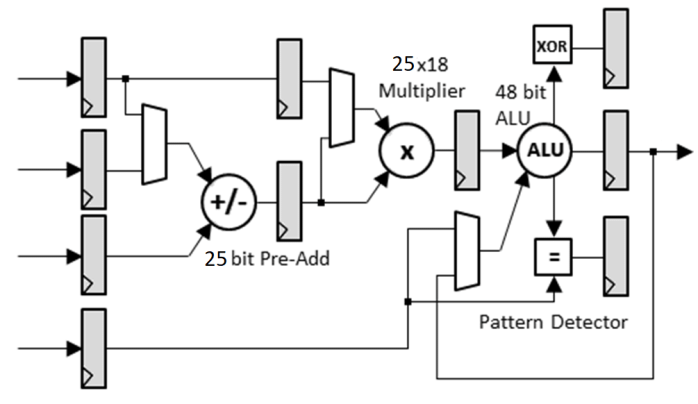 XOR
25x18
Multiplier
48 bit
ALU
x
ALU
+/-
=
25 bit Pre-Add
Pattern Detector